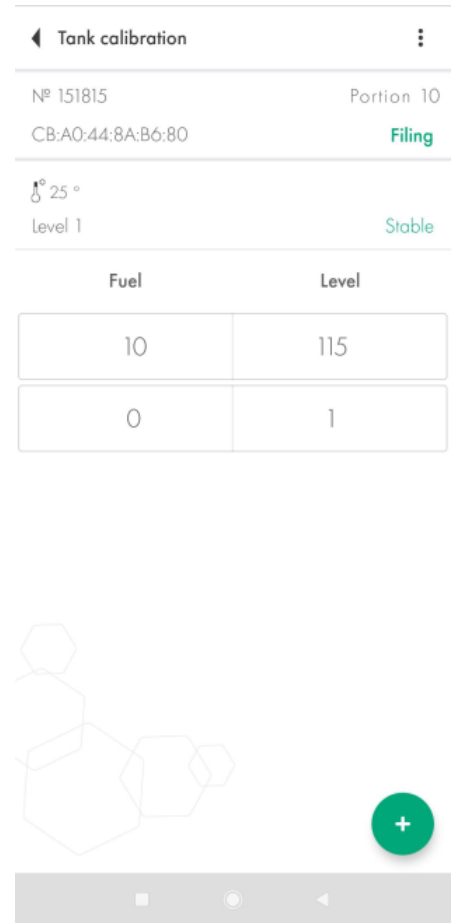 Tank calibration
№ 151815 Portion 10
CB:A0:44:8A:B6:80 Filing
25 °
Level 1 Stable
Fuel Level
10 115
0 1
+